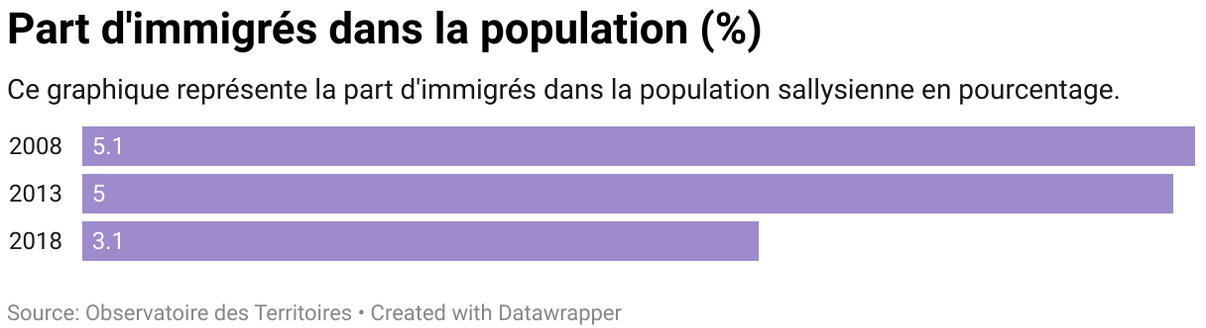 Part d'immigrés dans la population (%)
Ce graphique représente la part d'immigrés dans la population sallysienne en pourcentage.
2008 5.1
2013 5
2018 3.1
Source: Observatoire des Territoires • Created with Datawrapper